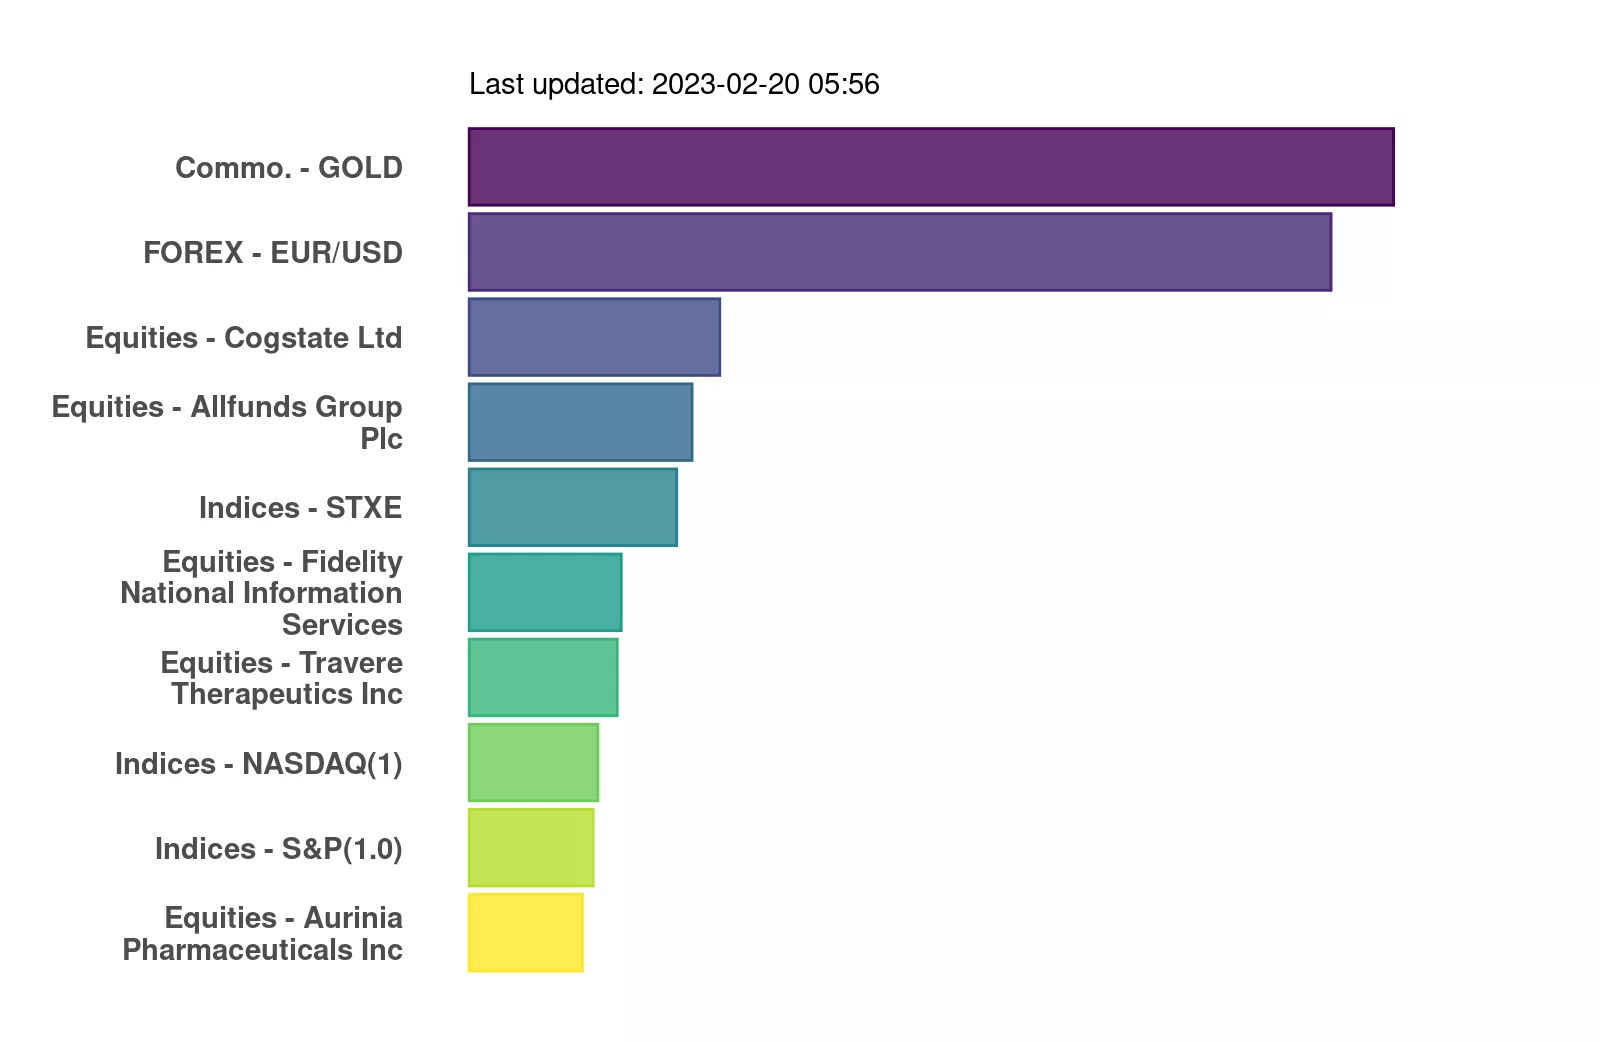 Last updated: 2023-02-20 05:56
Commo. - GOLD
FOREX - EUR/USD
Equities - Cogstate Ltd
Equities - Allfunds Group
Plc
Indices - STXE
Equities - Fidelity
National Information
Services
Equities - Travere
Therapeutics Inc
Indices - NASDAQ(1)
Indices - S&P(1.0)
Equities - Aurinia
Pharmaceuticals Inc